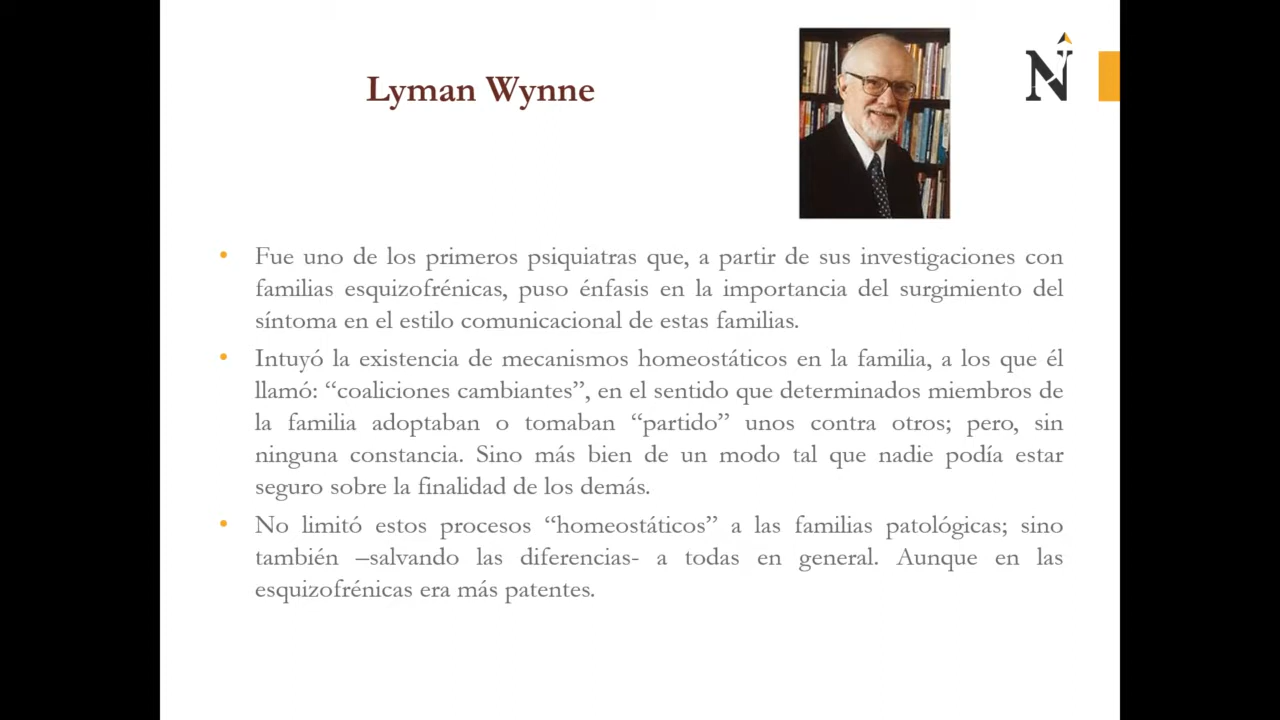 Lyman Wynne
N
• Fue uno de los primeros psiquiatras que, a partir de sus investigaciones con
familias esquizofrénicas, puso énfasis en la importancia del surgimiento del
síntoma en el estilo comunicacional de estas familias.
• Intuyó la existencia de mecanismos homeostáticos en la familia, a los que él
llamó: “coaliciones cambiantes”, en el sentido que determinados miembros de
la familia adoptaban o tomaban “partido” unos contra otros; pero, sin
ninguna constancia. Sino más bien de un modo tal que nadie podía estar
seguro sobre la finalidad de los demás.
• No limitó estos procesos “homeostáticos” a las familias patológicas; sino
también –salvando las diferencias- a todas en general. Aunque en las
esquizofrénicas era más patentes.